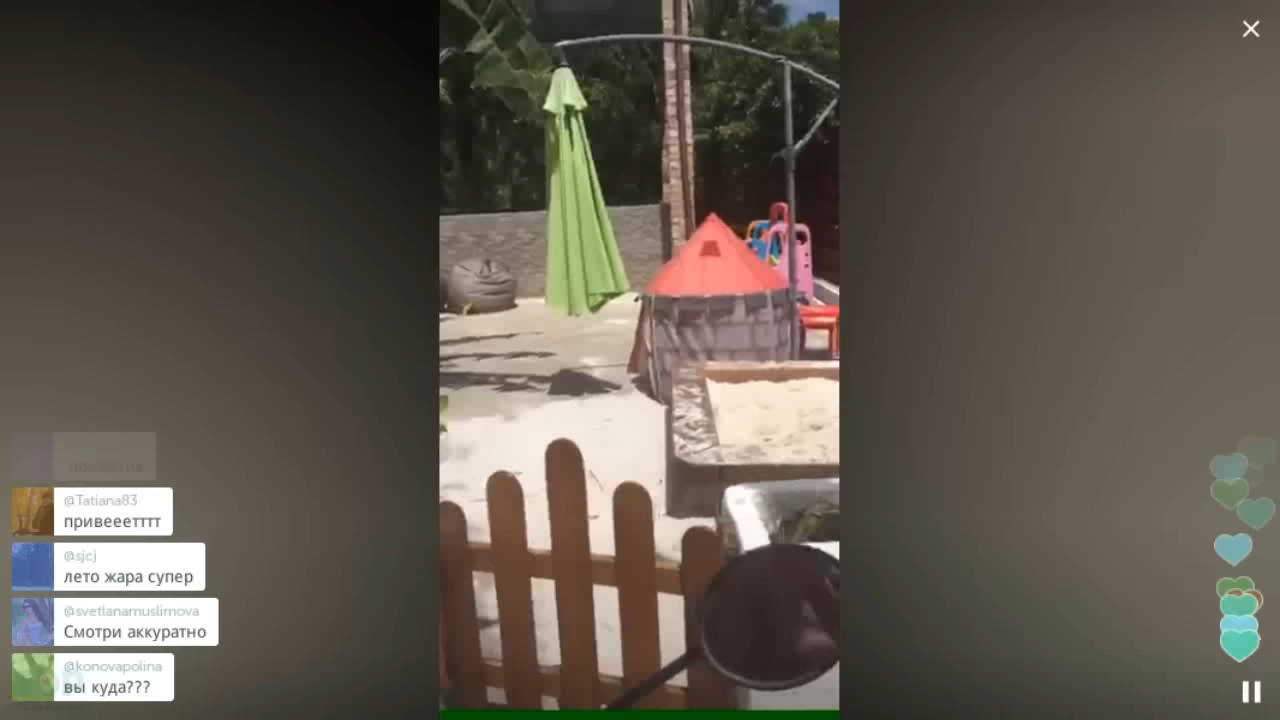 @Tatiana83
привееетттт
@sjcj
лето жара супер
@svetlanamuslimova
Смотри аккуратно
@konovapolina
вы куда???